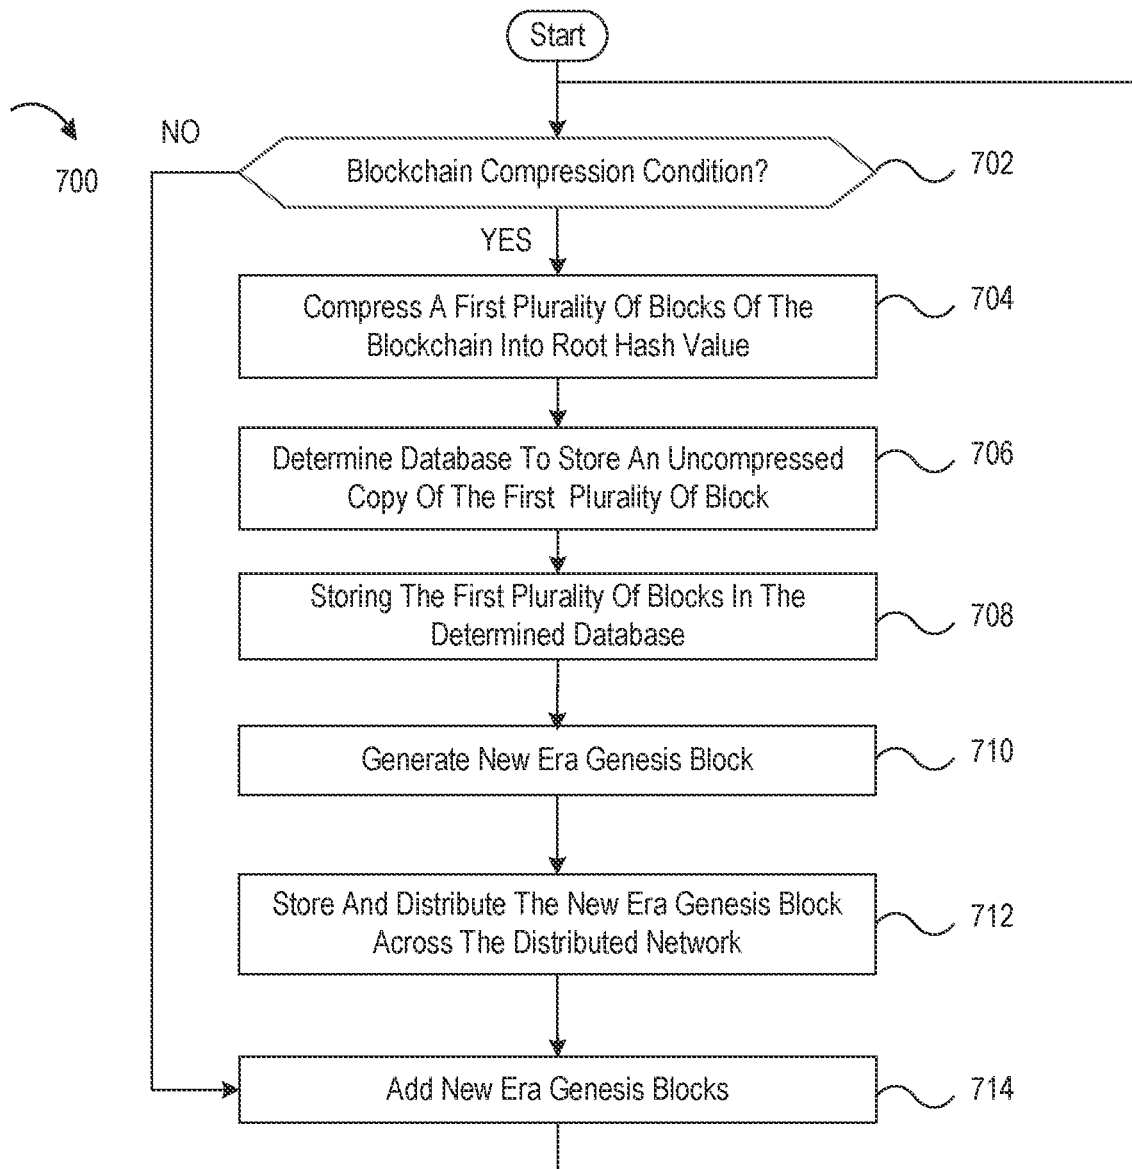 Start
700
NO
Blockchain Compression Condition?
702
YES
Compress A First Plurality Of Blocks Of The
Blockchain Into Root Hash Value
704
Determine Database To Store An Uncompressed
Copy Of The First Plurality Of Block
706
Storing The First Plurality Of Blocks In The
Determined Database
708
Generate New Era Genesis Block
710
Store And Distribute The New Era Genesis Block
Across The Distributed Network
712
Add New Era Genesis Blocks
714